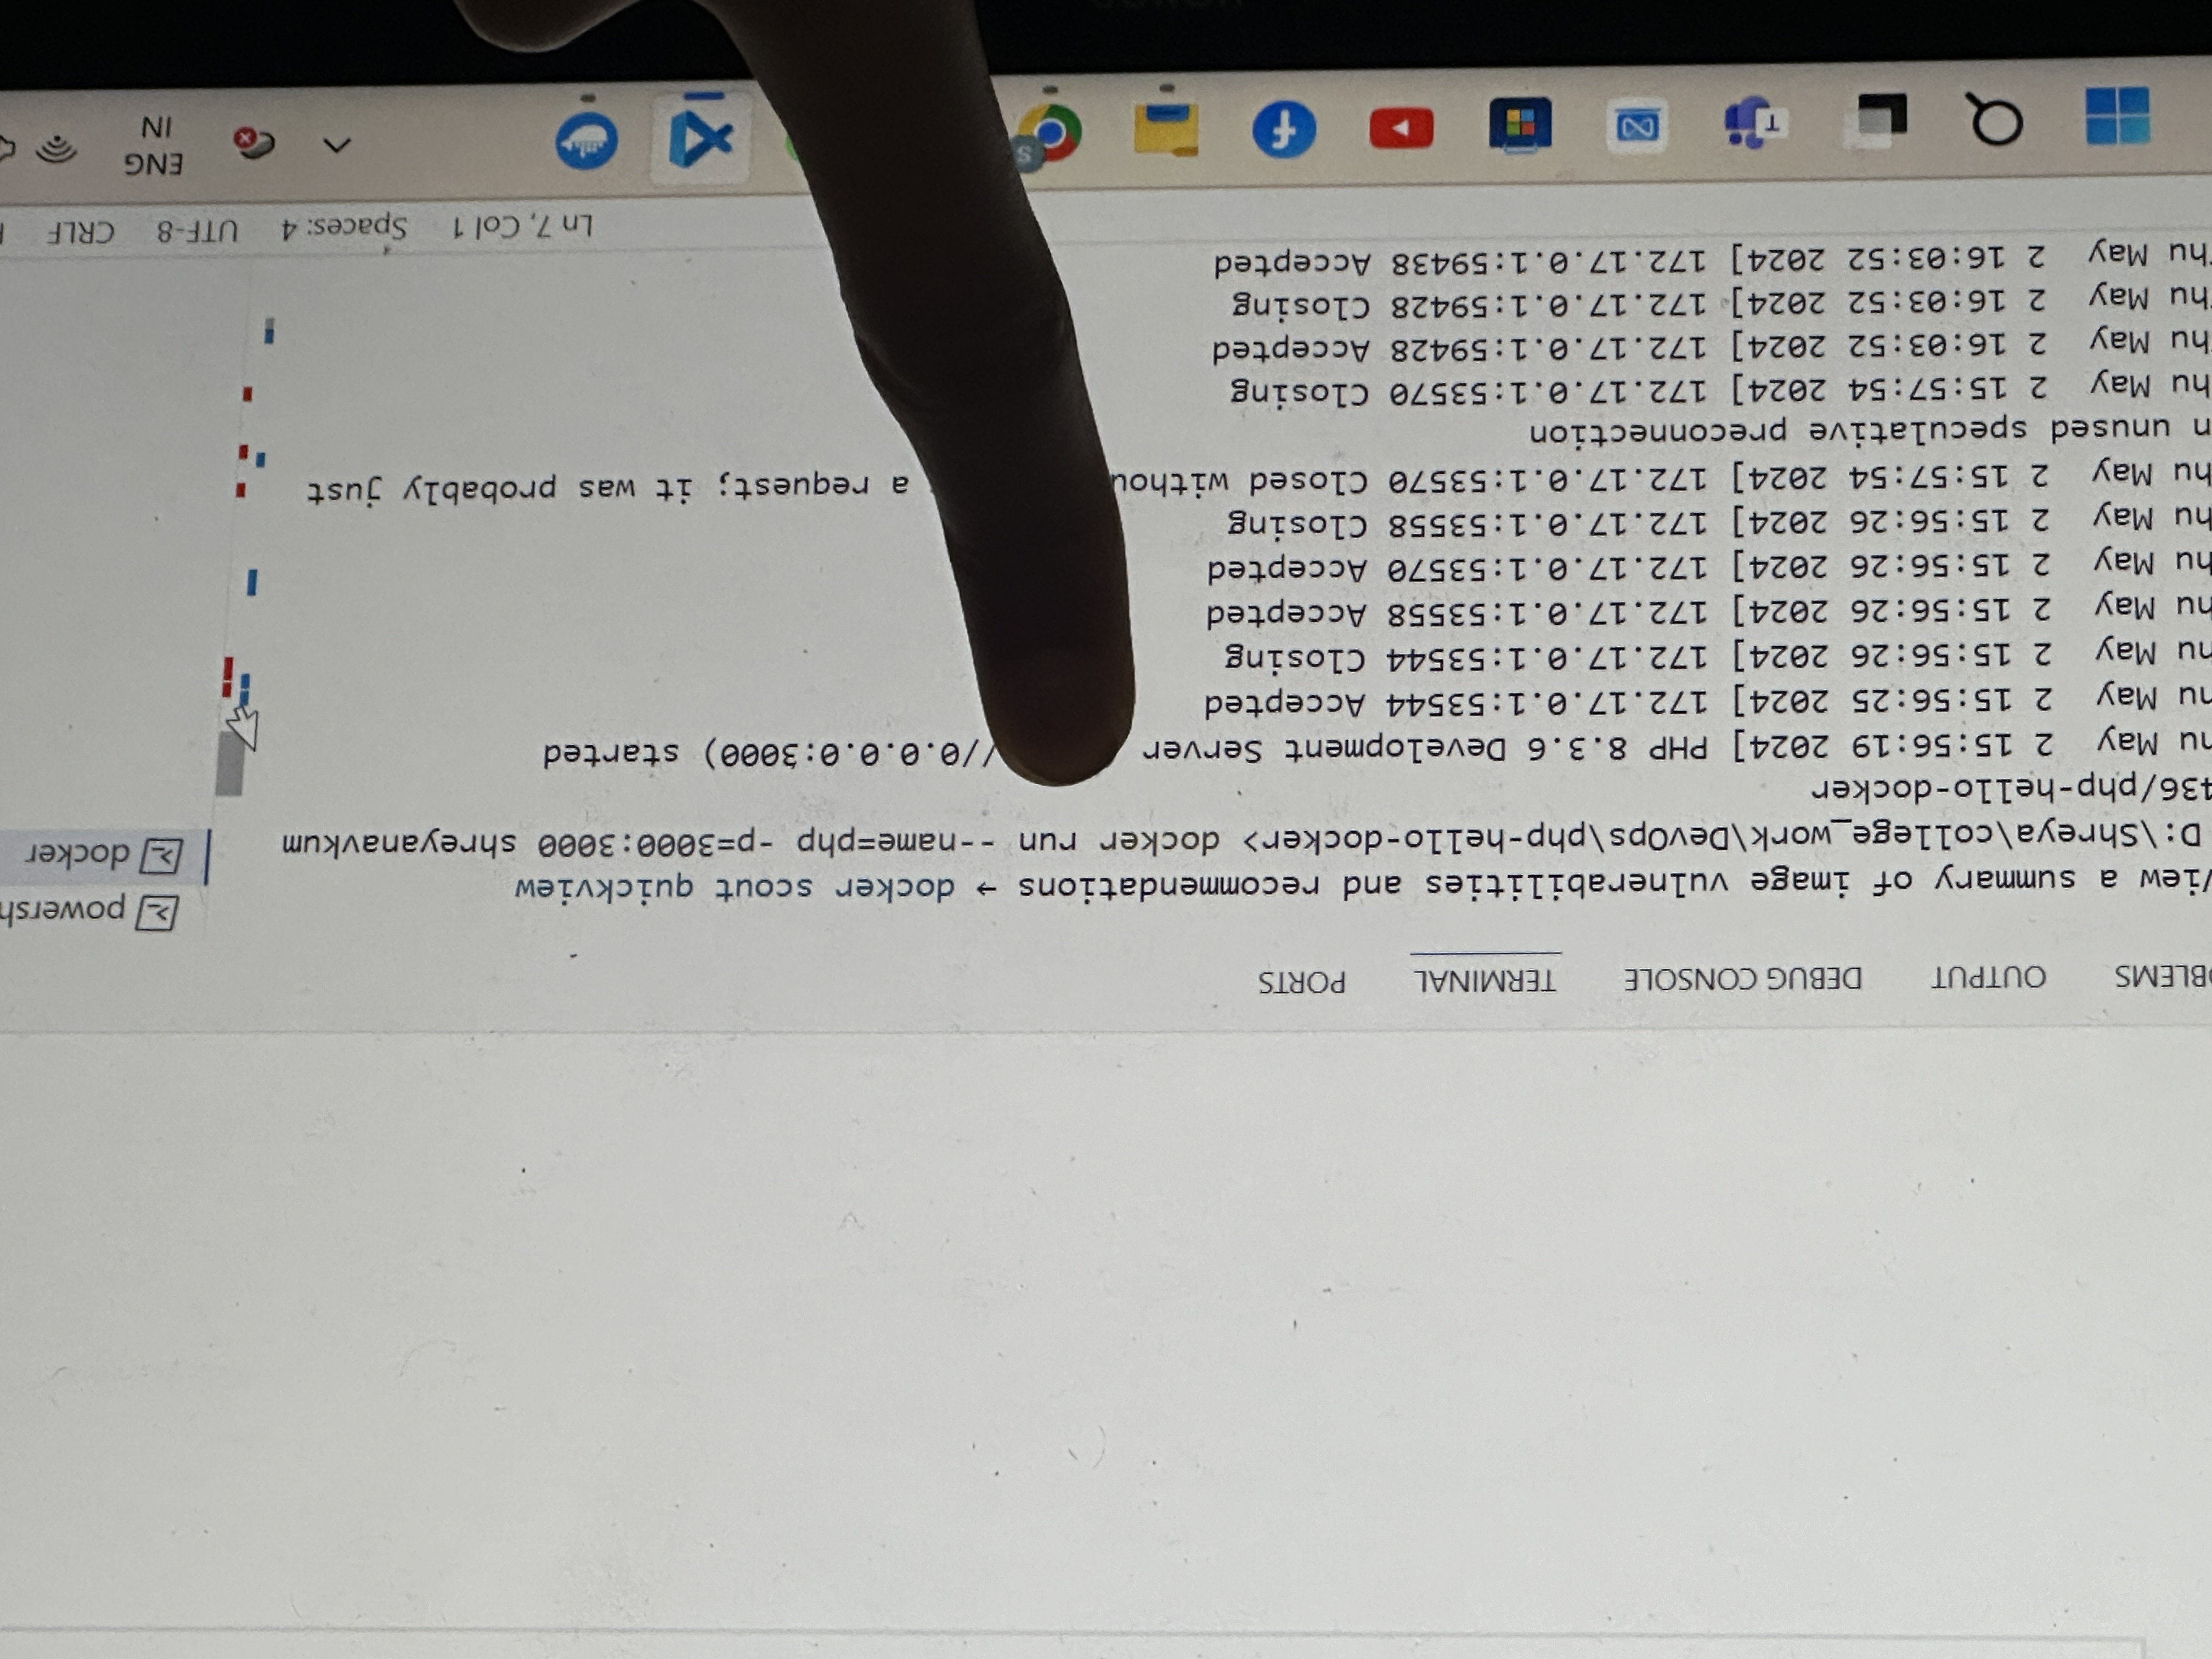 OBLEMS OUTPUT DEBUG CONSOLE TERMINAL PORTS
View a summary of image vulnerabilities and recommendations → docker scout quickview
D:\Shreya\college_work\DevOps\php-hello-docker> docker run --name=php -p=3000:3000 shreyanavkum
436/php-hello-docker
hu May 2 15:56:19 2024] PHP 8.3.6 Development Server //0.0.0.0:3000) started
hu May 2 15:56:25 2024] 172.17.0.1:53544 Accepted
hu May 2 15:56:26 2024] 172.17.0.1:53544 Closing
hu May 2 15:56:26 2024] 172.17.0.1:53558 Accepted
hu May 2 15:56:26 2024] 172.17.0.1:53570 Accepted
hu May 2 15:56:26 2024] 172.17.0.1:53558 Closing
hu May 2 15:57:54 2024] 172.17.0.1:53570 Closed withou a request; it was probably just
n unused speculative preconnection
hu May 2 15:57:54 2024] 172.17.0.1:53570 Closing
hu May 2 16:03:52 2024] 172.17.0.1:59428 Accepted
hu May 2 16:03:52 2024] 172.17.0.1:59428 Closing
hu May 2 16:03:52 2024] 172.17.0.1:59438 Accepted
powersh
docker
Ln 7, Col 1 Spaces: 4 UTF-8 CRLF
T
S
ENG
IN